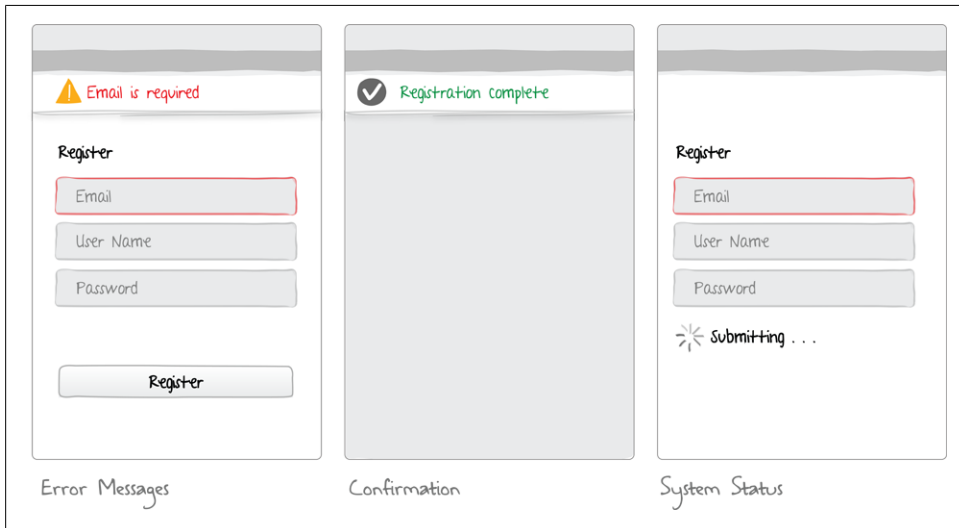 Email is required
Register
Email
User Name
Password
Register
Error Messages
Registration complete
Confirmation
Register
Email
User Name
Password
Submitting . . .
System Status